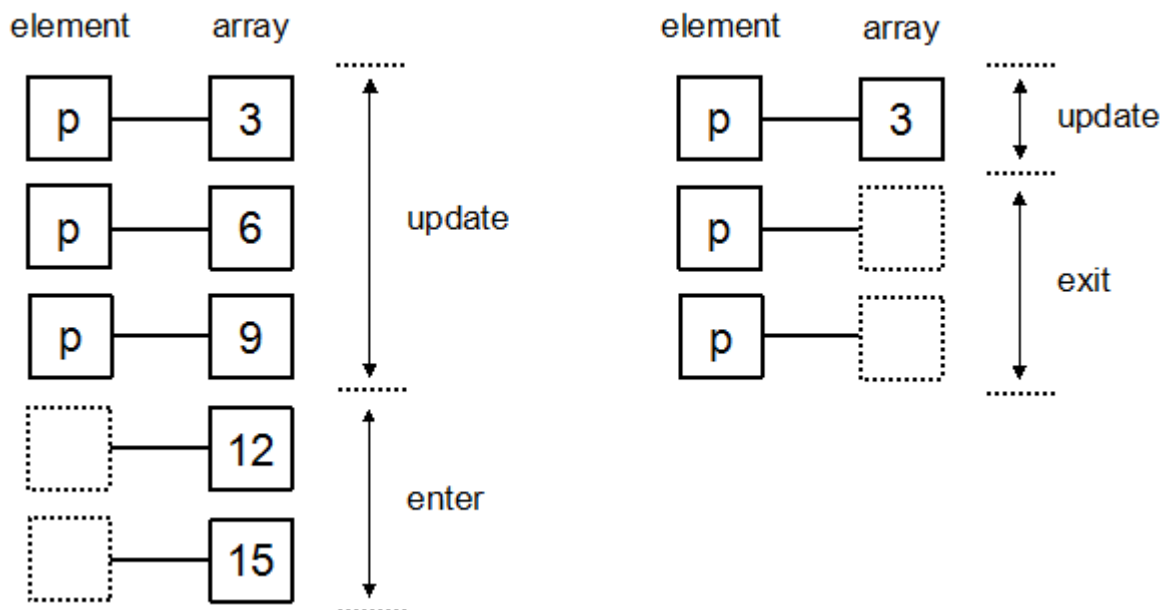 element array
p 3
p 6
update
p 9
12
enter
15
element array
p 3
update
p
exit
p